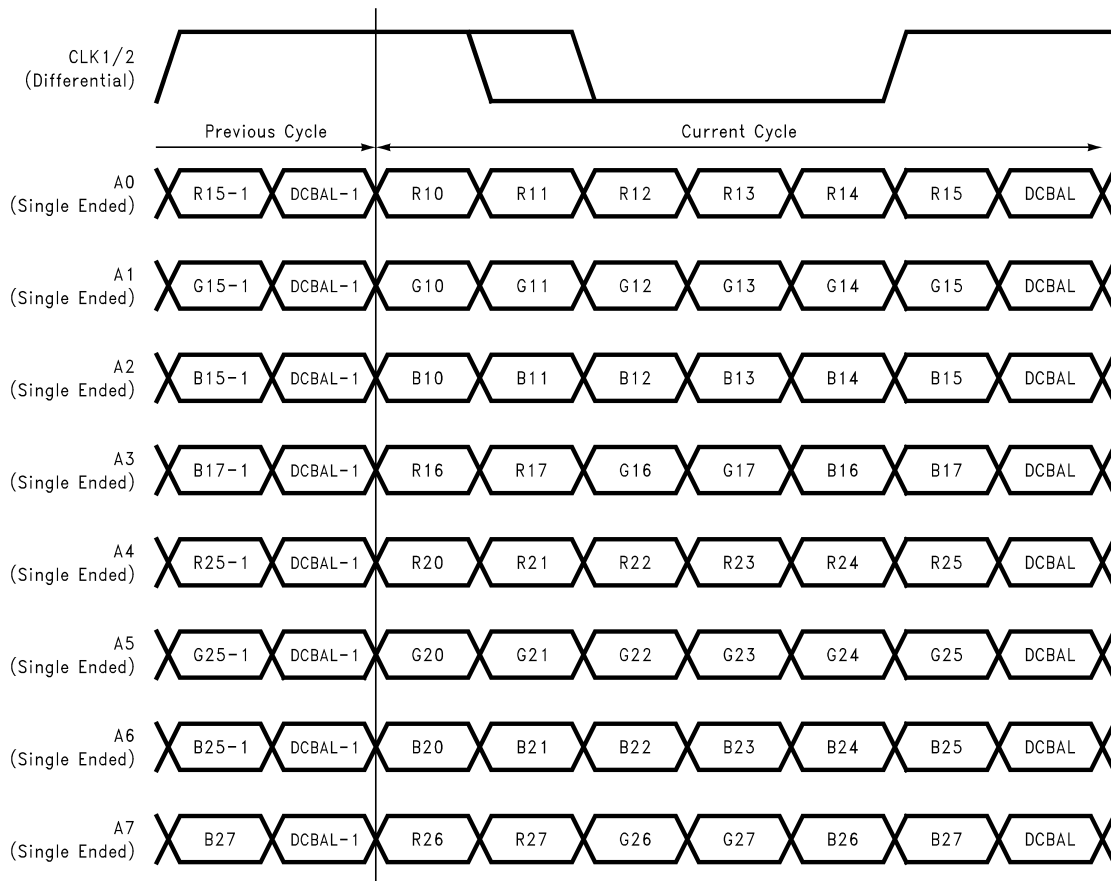 CLK1/2
(Differential)
Previous Cycle
Current Cycle
A0
(Single Ended)
R15-1 DCBAL-1 R10 R11 R12 R13 R14 R15 DCBAL
A1
(Single Ended)
G15-1 DCBAL-1 G10 G11 G12 G13 G14 G15 DCBAL
A2
(Single Ended)
B15-1 DCBAL-1 B10 B11 B12 B13 B14 B15 DCBAL
A3
(Single Ended)
B17-1 DCBAL-1 R16 R17 G16 G17 B16 B17 DCBAL
A4
(Single Ended)
R25-1 DCBAL-1 R20 R21 R22 R23 R24 R25 DCBAL
A5
(Single Ended)
G25-1 DCBAL-1 G20 G21 G22 G23 G24 G25 DCBAL
A6
(Single Ended)
B25-1 DCBAL-1 B20 B21 B22 B23 B24 B25 DCBAL
A7
(Single Ended)
B27 DCBAL-1 R26 R27 G26 G27 B26 B27 DCBAL